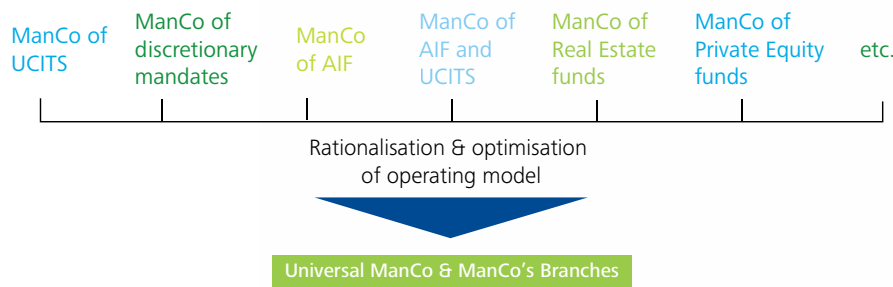 ManCo of
UCITS
ManCo of
discretionary
mandates
ManCo
of AIF
ManCo of
AIF and
UCITS
ManCo of
Real Estate
funds
ManCo of
Private Equity
funds
etc.
Rationalisation & optimisation
of operating model
Universal ManCo & ManCo’s Branches